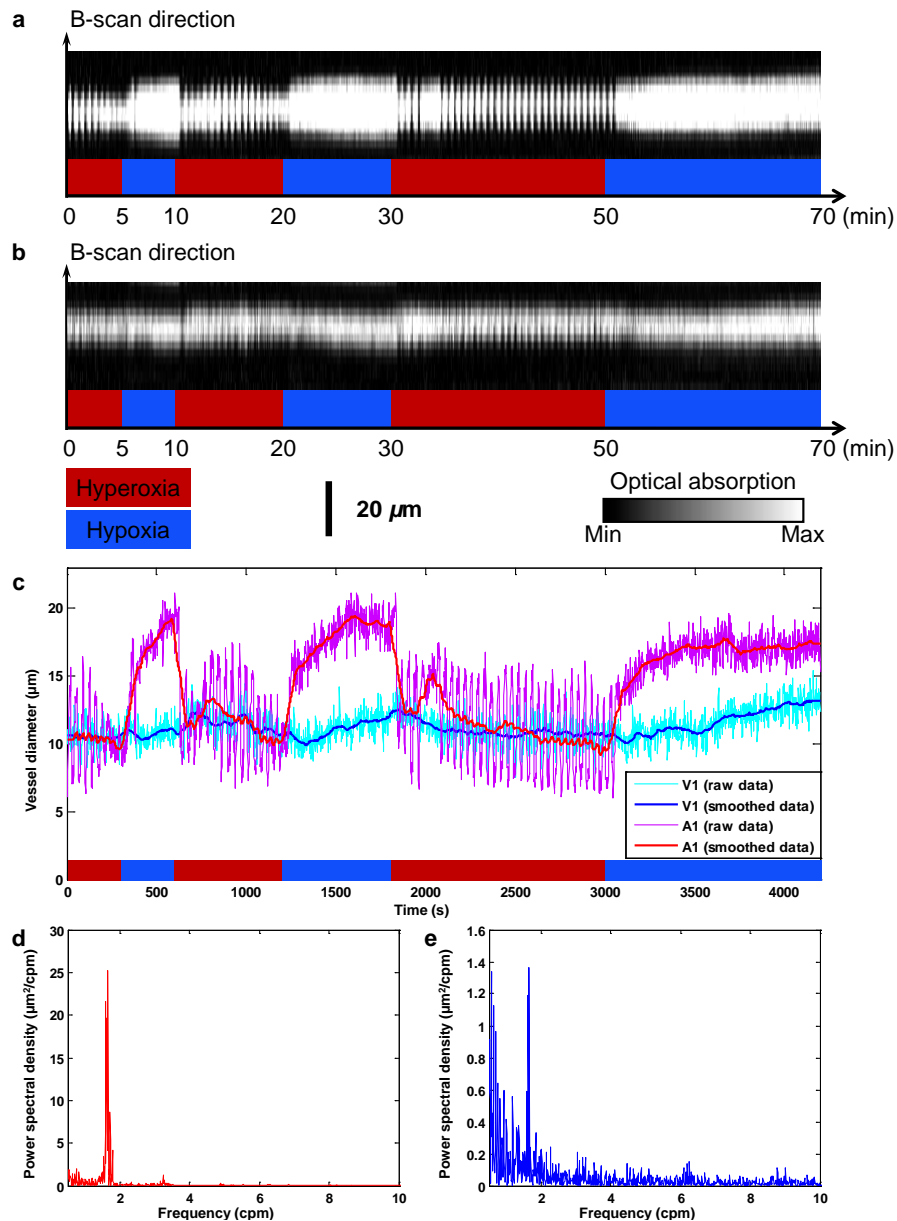 a B-scan direction
0 5 10 20 30 50 70 (min)
b B-scan direction
0 5 10 20 30 50 70 (min)
Hyperoxia
Hypoxia
20 µm
Optical absorption
Min Max
c
20
15
10
5
0
Vessel diameter (µm)
V1 (raw data)
V1 (smoothed data)
A1 (raw data)
A1 (smoothed data)
0 500 1000 1500 2000 2500 3000 3500 4000
Time (s)
d
30
25
20
15
10
5
0
Power spectral density (µm²/cpm)
2 4 6 8 10
Frequency (cpm)
e
1.6
1.4
1.2
1
0.8
0.6
0.4
0.2
0
Power spectral density (µm²/cpm)
2 4 6 8 10
Frequency (cpm)